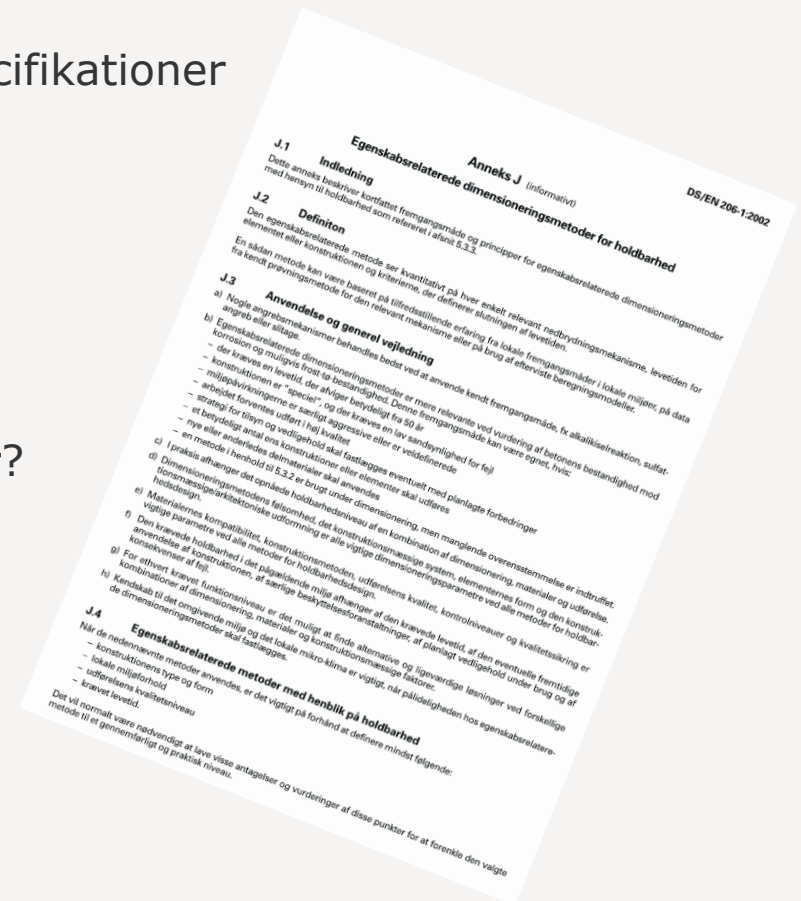 cifikationer
?
DS/EN 206-1:2002
Anneks J (informativt)
Egenskabsrelaterede dimensioneringsmetoder for holdbarhed
J.1 Indledning
Dette anneks beskriver kortfattet fremgangsmåde og principper for egenskabsrelaterede dimensioneringsmetoder
med hensyn til holdbarhed som refereret i afsnit 5.3.3.
J.2 Definiton
Den egenskabsrelaterede metode ser kvantitativt på hver enkelt relevant nedbrydningsmekanisme, levetiden for
elementet eller konstruktionen og kriterierne, der definerer slutningen af levetiden.
En sådan metode kan være baseret på tilfredsstillende erfaring fra lokale fremgangsmåder i lokale miljøer, på data
fra kendt prøvningsmetode for den relevant mekanisme eller på brug af efterviste beregningsmodeller.
J.3 Anvendelse og generel vejledning
a) Nogle angrebsmekanismer behandles bedst ved at anvende kendt fremgangsmåde, fx alkalikiselreaktion, sulfat-
angreb eller slitage.
b) Egenskabsrelaterede dimensioneringsmetoder er mere relevante ved vurdering af betonens bestandighed mod
korrosion og muligvis frost-tø-bestandighed. Denne fremgangsmåde kan være egnet, hvis:
– der kræves en levetid, der afviger betydeligt fra 50 år
– konstruktionen er "speciel", og der kræves en lav sandsynlighed for fejl
– miljøpåvirkningerne er særligt aggressive eller er veldefinerede
– arbejdet forventes udført i høj kvalitet
– strategi for tilsyn og vedligehold skal fastlægges eventuelt med planlagte forbedringer
– et betydeligt antal ens konstruktioner eller elementer skal udføres
– nye eller anderledes delmaterialer skal anvendes
– en metode i henhold til 5.3.2 er brugt under dimensionering, men manglende overensstemmelse er indtruffet.
c) I praksis afhænger det opnåede holdbarhedsniveau af en kombination af dimensionering, materialer og udførelse.
d) Dimensioneringsmetodens følsomhed, det konstruktionsmæssige system, elementernes form og den konstruk-
tionsmæssige/arkitektoniske udformning er alle vigtige dimensioneringsparametre ved alle metoder for holdbar-
hedsdesign.
e) Materialernes kompatibilitet, konstruktionsmetoden, udførelsens kvalitet, kontrolniveauer og kvalitetssikring er
vigtige parametre ved alle metoder for holdbarhedsdesign.
f) Den krævede holdbarhed i det pågældende miljø afhænger af den krævede levetid, af den eventuelle fremtidige
anvendelse af konstruktionen, af særlige beskyttelsesforanstaltninger, af planlagt vedligehold under brug og af
konsekvenser af fejl.
g) For ethvert krævet funktionsniveau er det muligt at finde alternative og ligeværdige løsninger ved forskellige
kombinationer af dimensionering, materialer og konstruktionsmæssige faktorer.
h) Kendskab til det omgivende miljø og det lokale mikro-klima er vigtigt, når pålideligheden hos egenskabsrelatere-
de dimensioneringsmetoder skal fastlægges.
J.4 Egenskabsrelaterede metoder med henblik på holdbarhed
Når de nedennævnte metoder anvendes, er det vigtigt på forhånd at definere mindst følgende:
– konstruktionens type og form
– lokale miljøforhold
– udførelsens kvalitetsniveau
– krævet levetid.
Det vil normalt være nødvendigt at lave visse antagelser og vurderinger af disse punkter for at forenkle den valgte
metode til et gennemførligt og praktisk niveau.